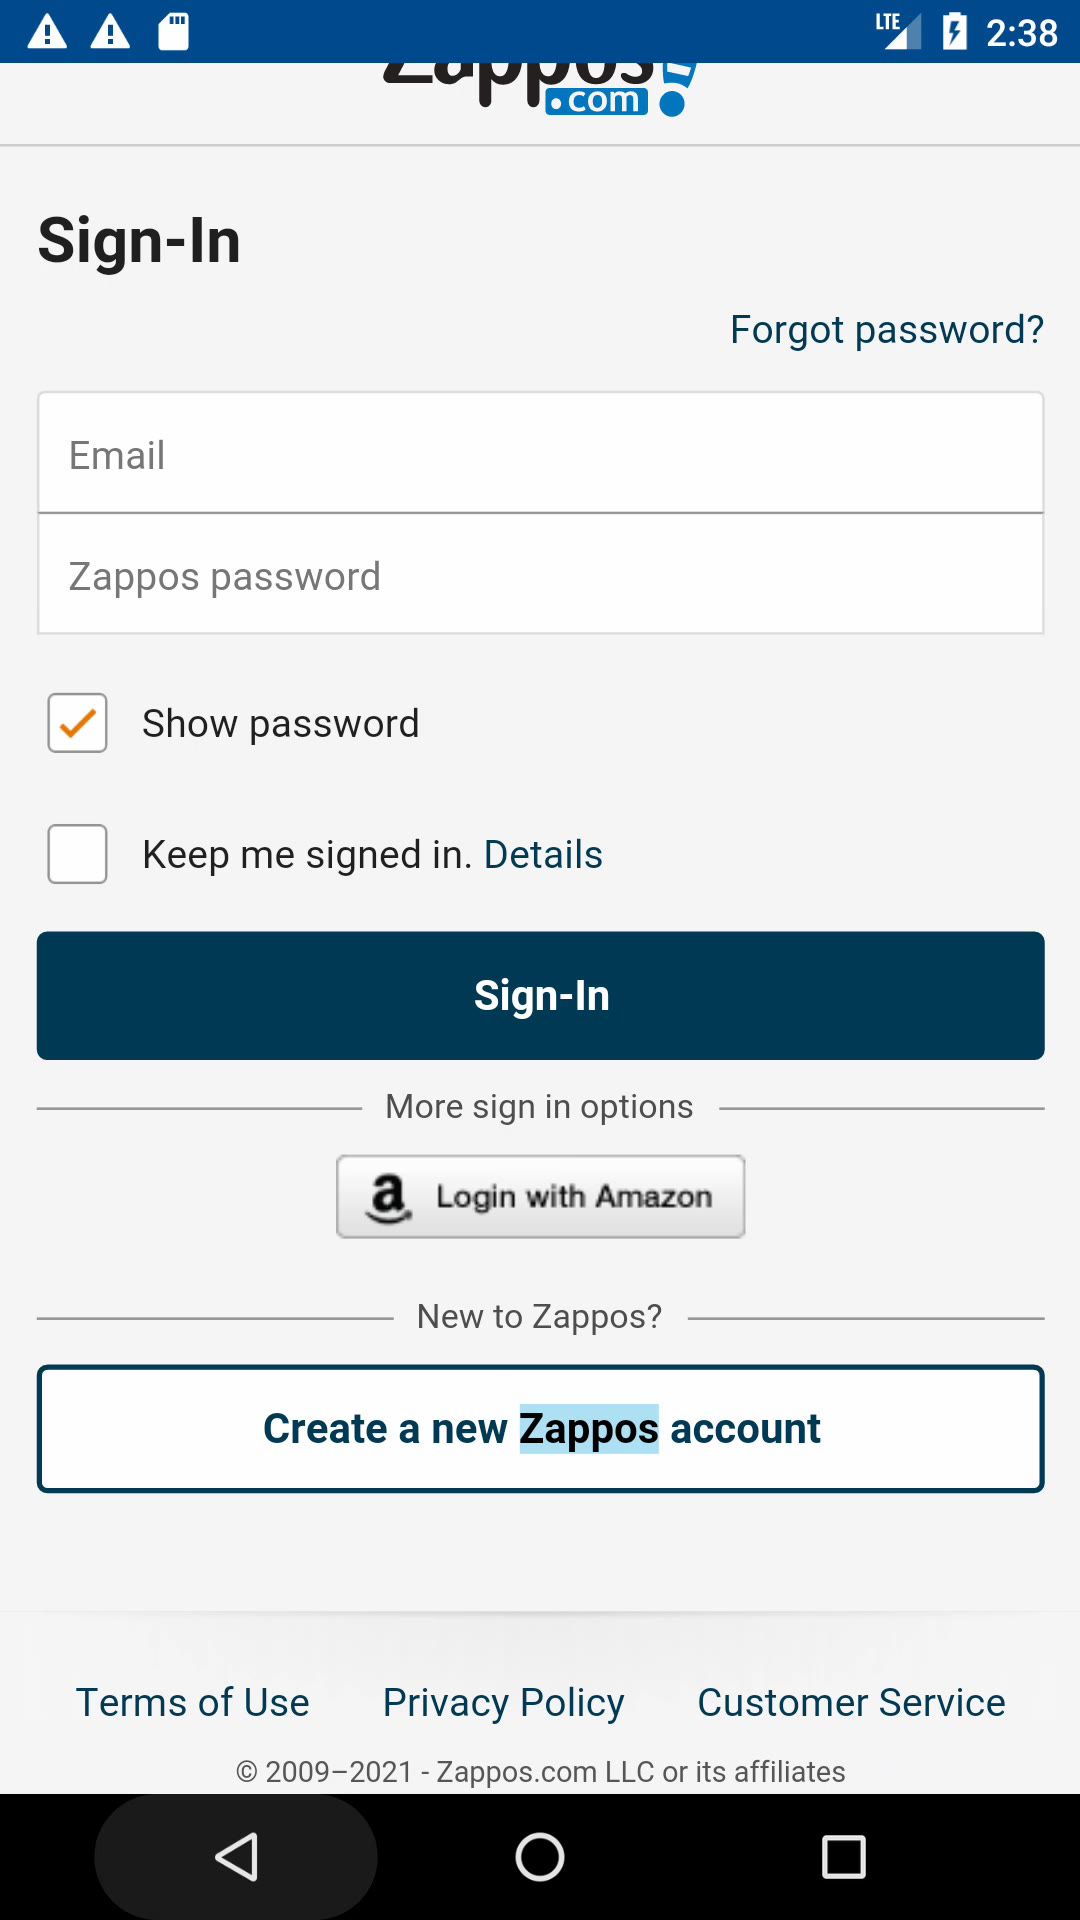 LTE 2:38
Zappos
.com
Sign-In
Forgot password?
Email
Zappos password
Show password
Keep me signed in. Details
Sign-In
More sign in options
a Login with Amazon
New to Zappos?
Create a new Zappos account
Terms of Use Privacy Policy Customer Service
© 2009–2021 - Zappos.com LLC or its affiliates